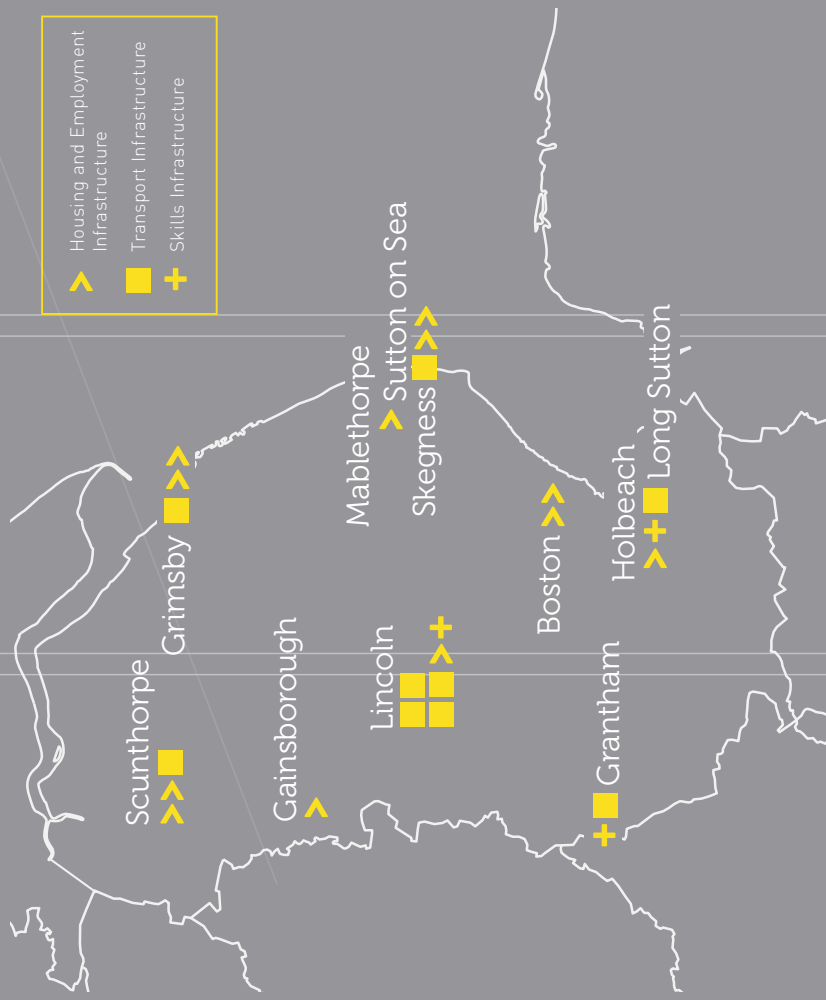 Housing and Employment
Infrastructure
Transport Infrastructure
Skills Infrastructure
Scunthorpe
Grimsby
Gainsborough
Mablethorpe
Lincoln
Sutton on Sea
Skegness
Boston
Grantham
Holbeach
Long Sutton